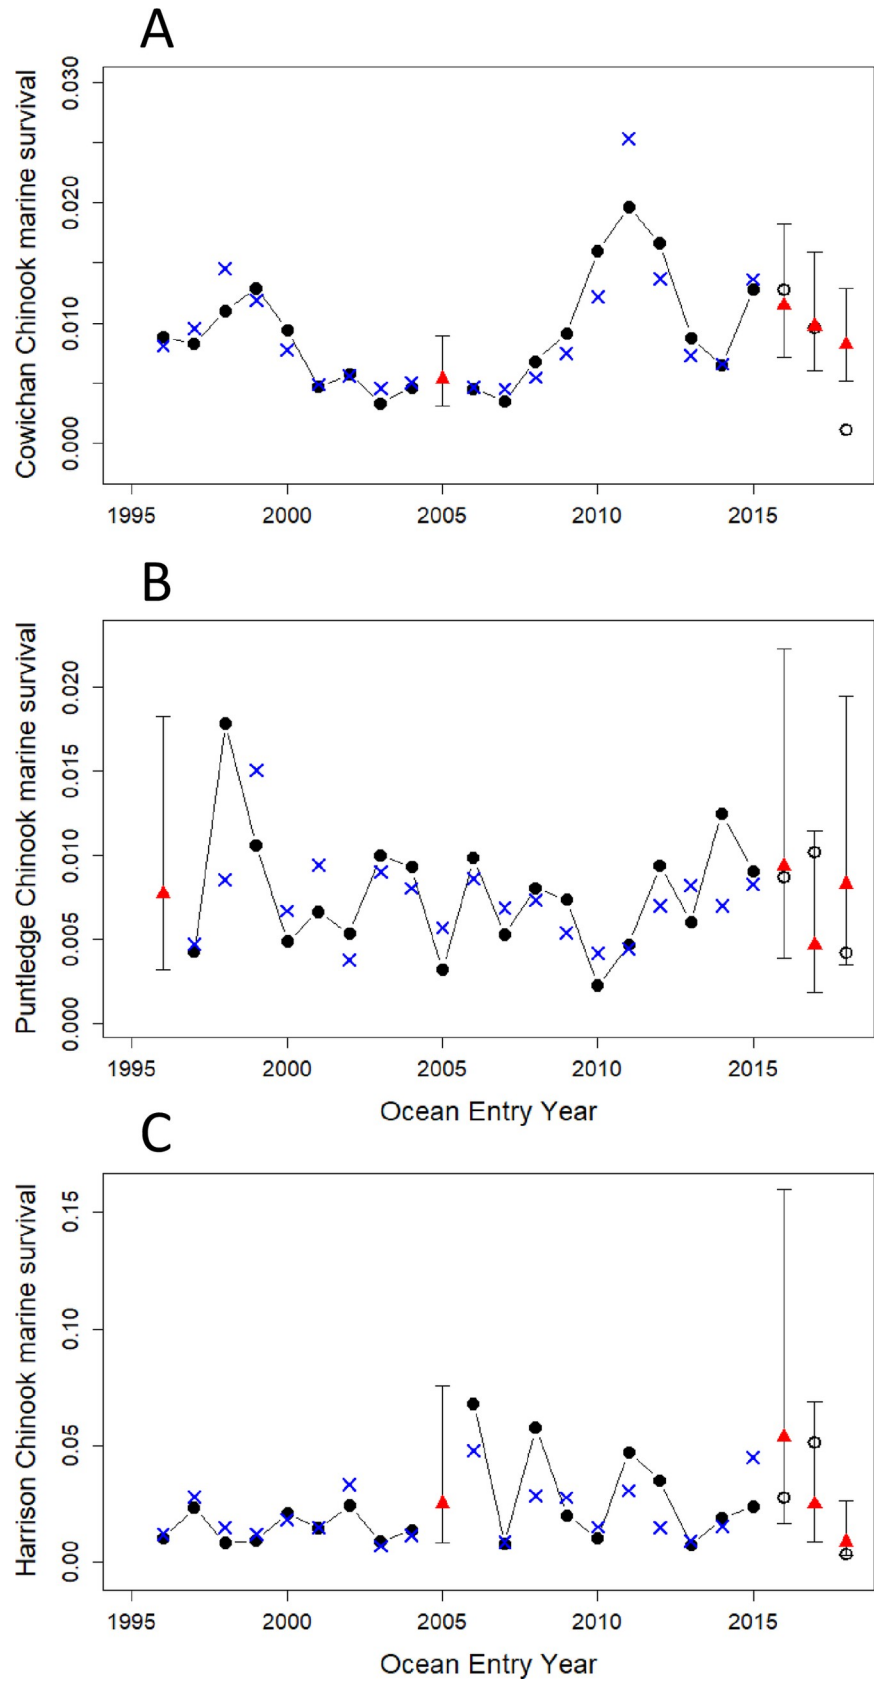 A
Cowichan Chinook marine survival
0.030
0.020
0.010
0.000
1995 2000 2005 2010 2015
B
Puntledge Chinook marine survival
0.020
0.015
0.010
0.005
0.000
1995 2000 2005 2010 2015
Ocean Entry Year
C
Harrison Chinook marine survival
0.15
0.10
0.05
0.00
1995 2000 2005 2010 2015
Ocean Entry Year